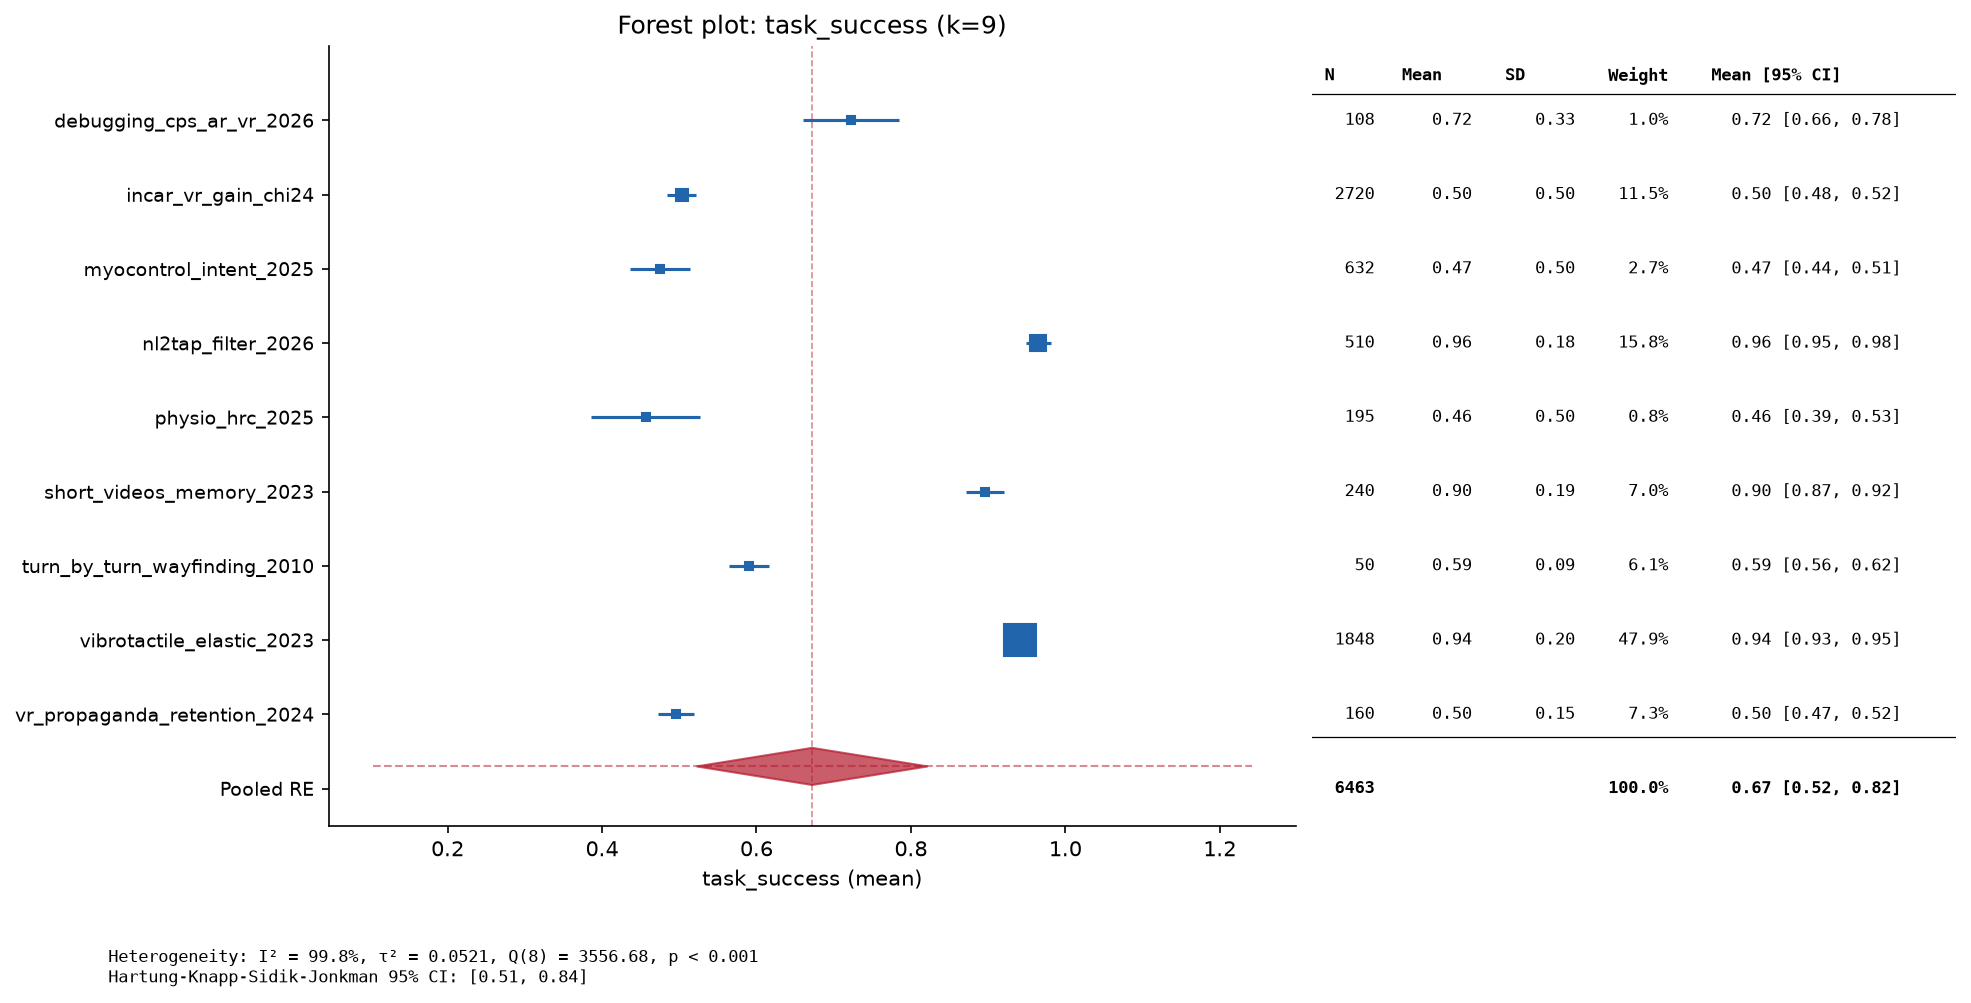 Forest plot: task_success (k=9)
N Mean SD Weight Mean [95% CI]
debugging_cps_ar_vr_2026 108 0.72 0.33 1.0% 0.72 [0.66, 0.78]
incar_vr_gain_chi24 2720 0.50 0.50 11.5% 0.50 [0.48, 0.52]
myocontrol_intent_2025 632 0.47 0.50 2.7% 0.47 [0.44, 0.51]
nl2tap_filter_2026 510 0.96 0.18 15.8% 0.96 [0.95, 0.98]
physio_hrc_2025 195 0.46 0.50 0.8% 0.46 [0.39, 0.53]
short_videos_memory_2023 240 0.90 0.19 7.0% 0.90 [0.87, 0.92]
turn_by_turn_wayfinding_2010 50 0.59 0.09 6.1% 0.59 [0.56, 0.62]
vibrotactile_elastic_2023 1848 0.94 0.20 47.9% 0.94 [0.93, 0.95]
vr_propaganda_retention_2024 160 0.50 0.15 7.3% 0.50 [0.47, 0.52]
Pooled RE 6463 100.0% 0.67 [0.52, 0.82]
0.2 0.4 0.6 0.8 1.0 1.2
task_success (mean)
Heterogeneity: I² = 99.8%, τ² = 0.0521, Q(8) = 3556.68, p < 0.001
Hartung-Knapp-Sidik-Jonkman 95% CI: [0.51, 0.84]